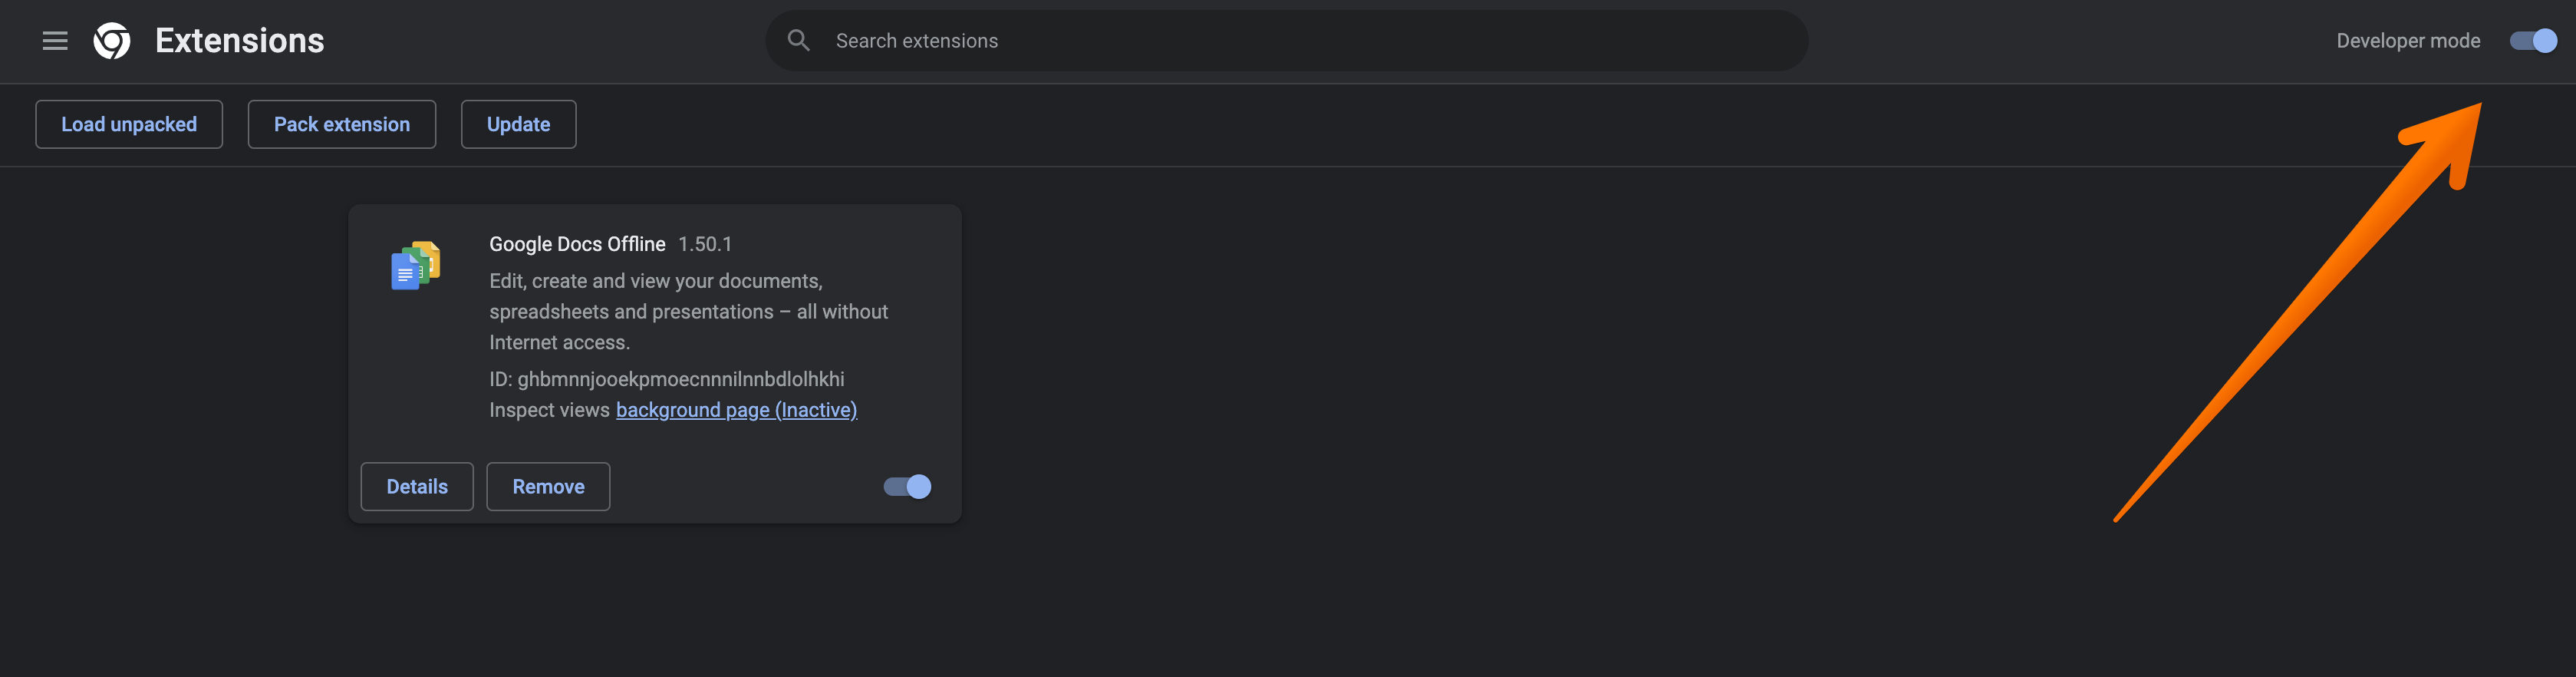 Extensions
Search extensions
Developer mode
Load unpacked
Pack extension
Update
Google Docs Offline 1.50.1
Edit, create and view your documents,
spreadsheets and presentations – all without
Internet access.
ID: ghbmnnjooekpmoecnnnilnnbdlolhkhi
Inspect views background page (Inactive)
Details
Remove